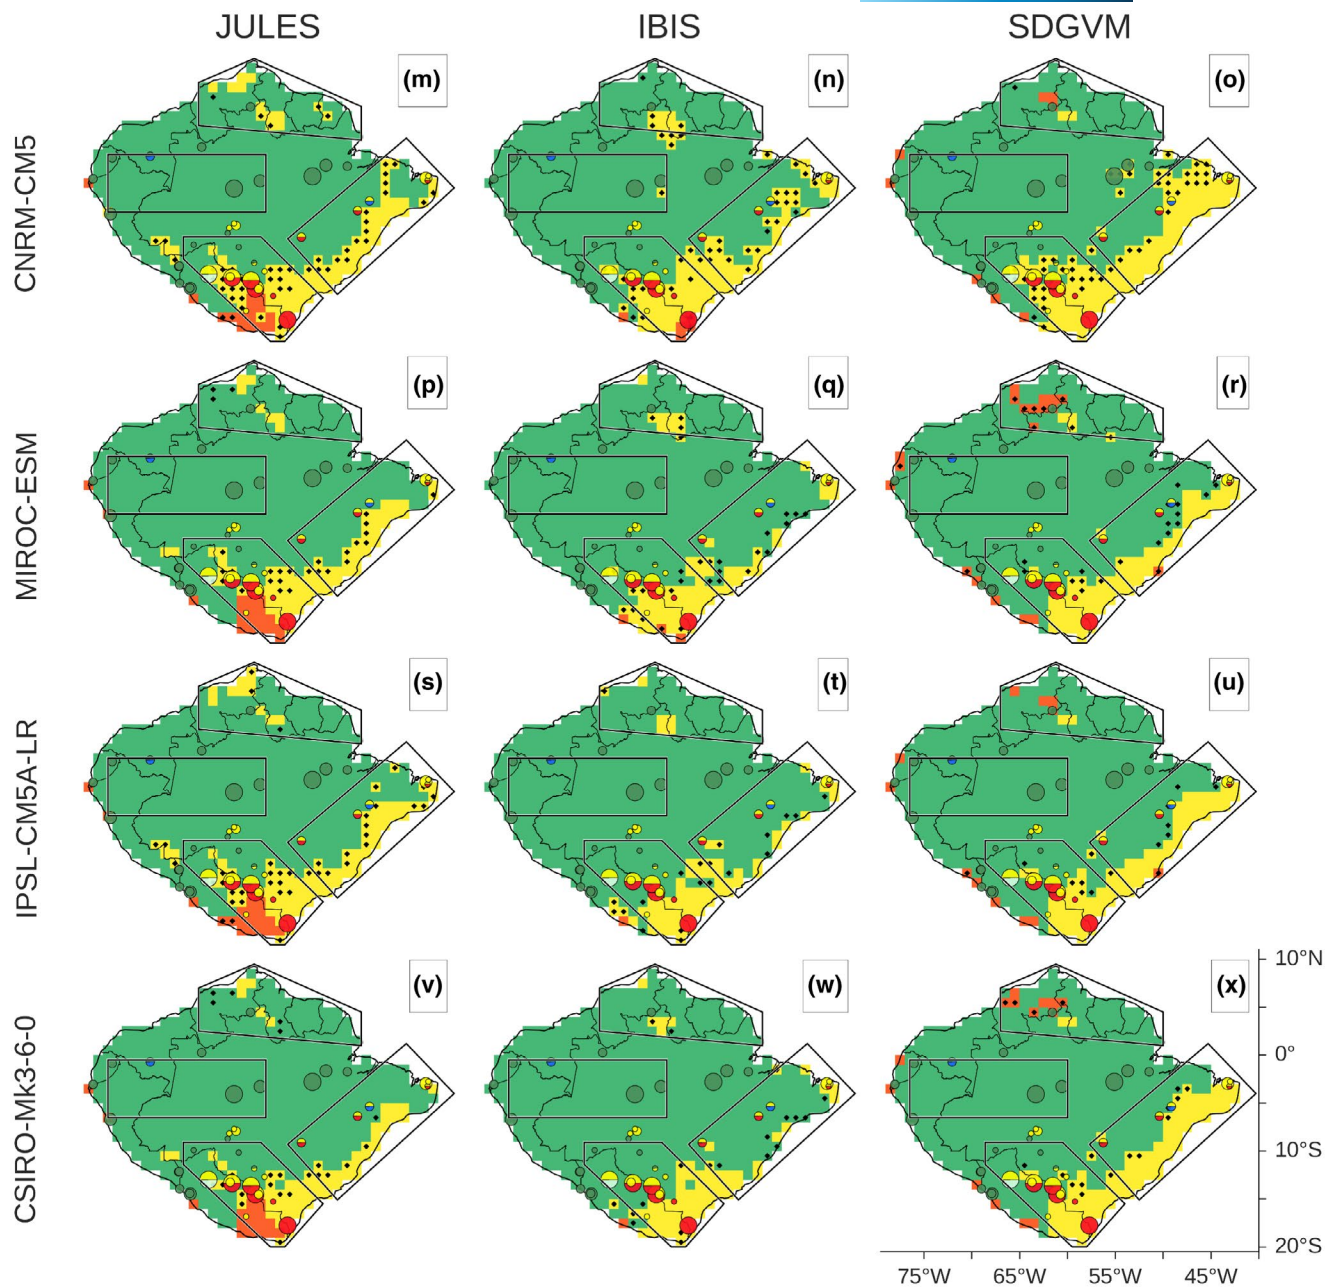 JULES IBIS SDGVM
CNRM-CM5
(m) (n) (o)
MIROC-ESM
(p) (q) (r)
IPSL-CM5A-LR
(s) (t) (u)
CSIRO-Mk3-6-0
(v) (w) (x)
10°N
0°
10°S
20°S
75°W 65°W 55°W 45°W